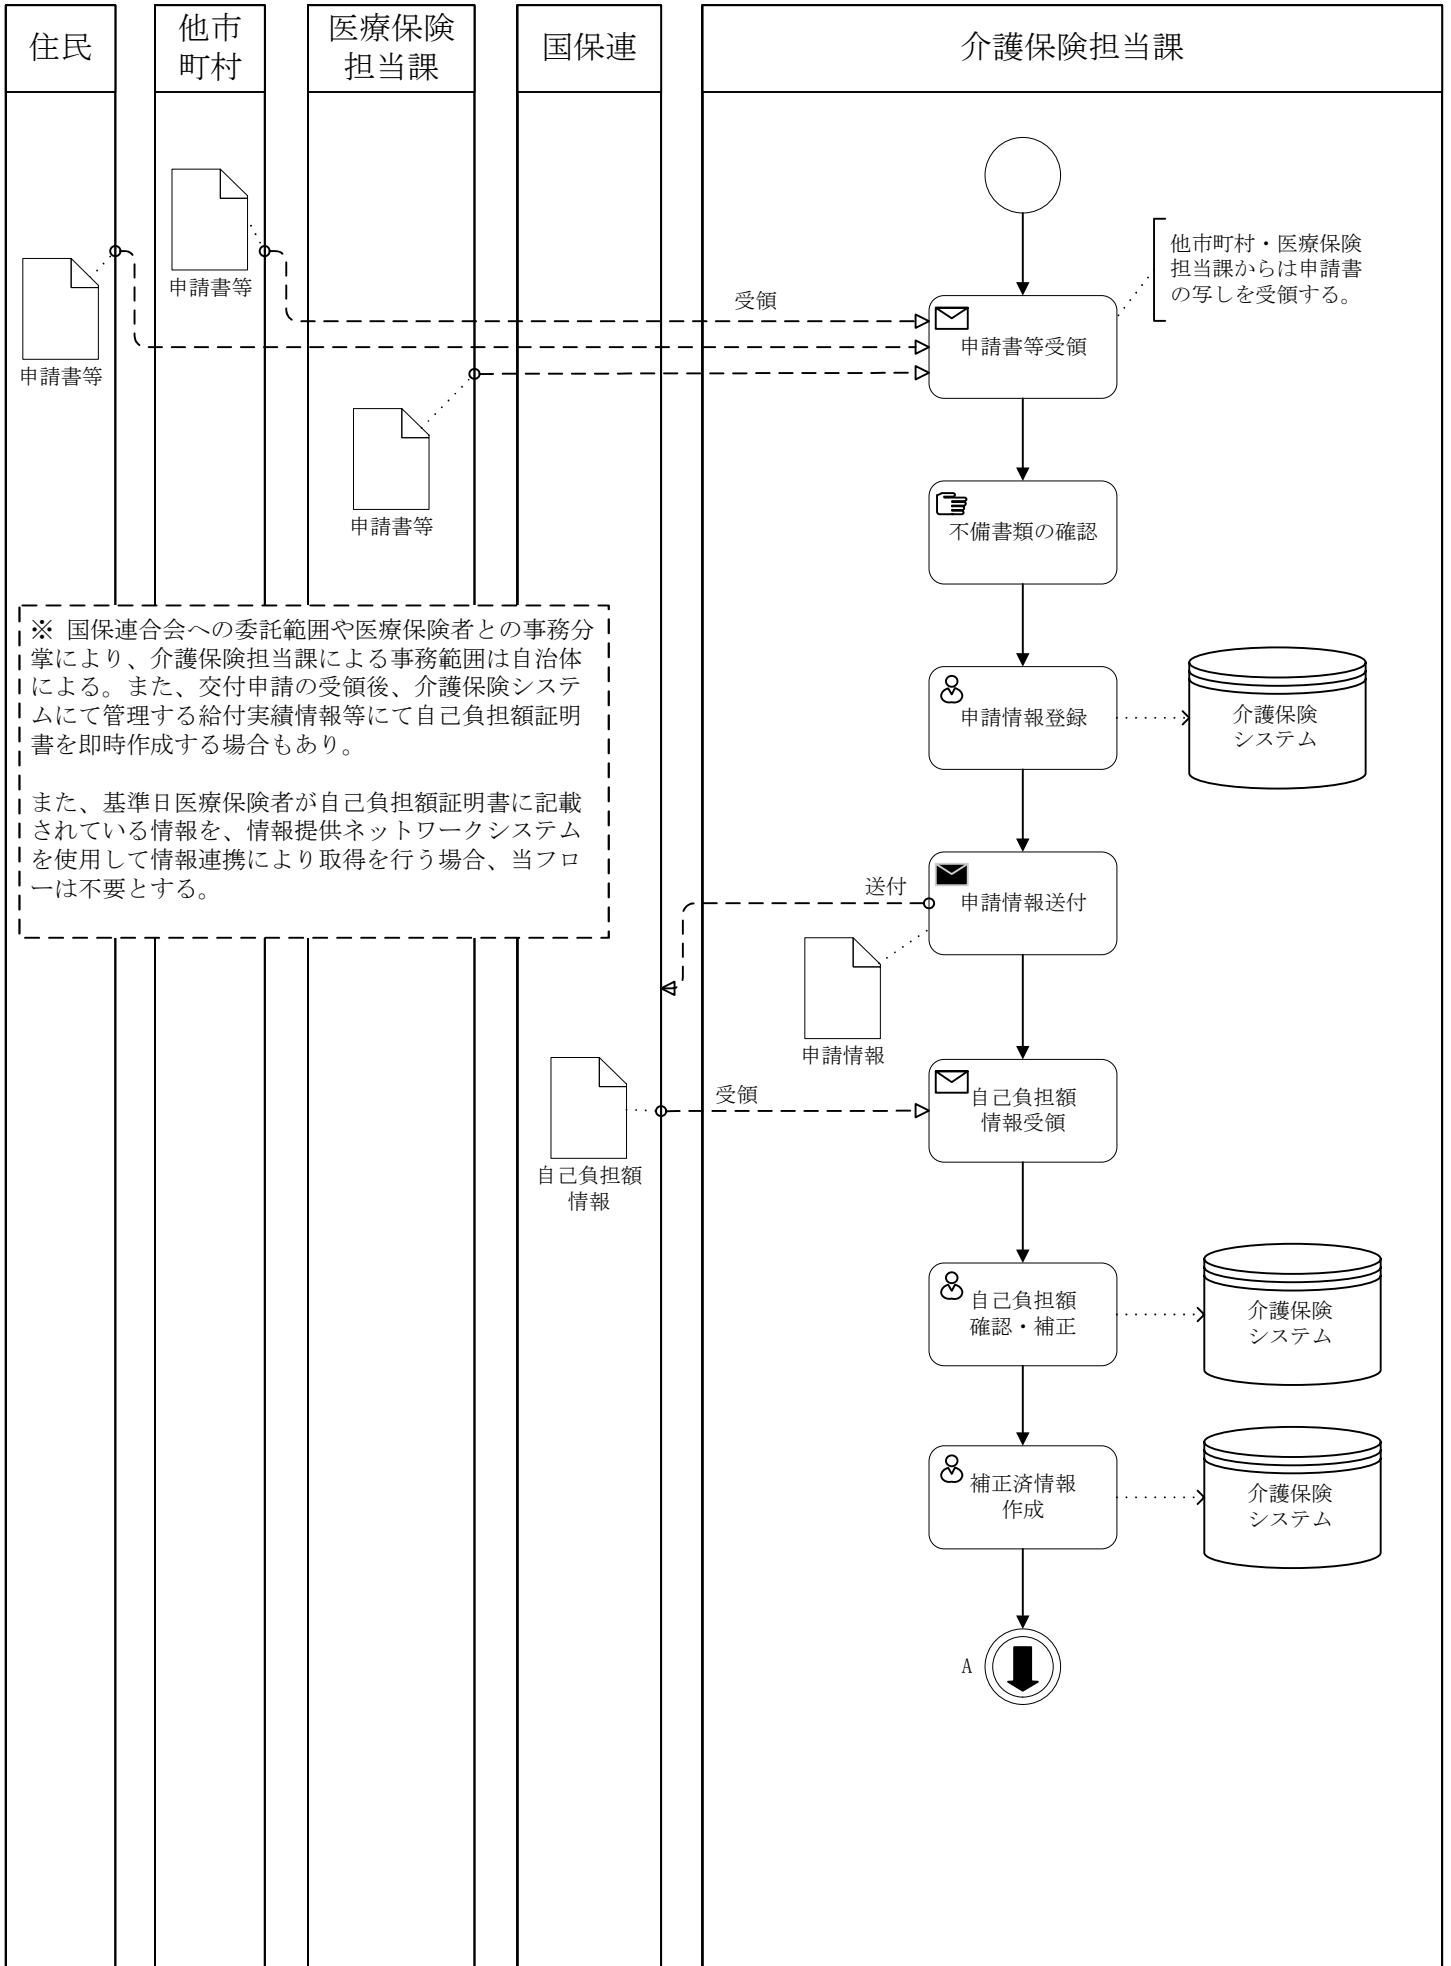 住民
他市
町村
医療保険
担当課
国保連
介護保険担当課
申請書等
申請書等
申請書等
受領
他市町村・医療保険
担当課からは申請書
の写しを受領する。
申請書等受領
不備書類の確認
※ 国保連合会への委託範囲や医療保険者との事務分
掌により、介護保険担当課による事務範囲は自治体
による。また、交付申請の受領後、介護保険システ
ムにて管理する給付実績情報等にて自己負担額証明
書を即時作成する場合もあり。
また、基準日医療保険者が自己負担額証明書に記載
されている情報を、情報提供ネットワークシステム
を使用して情報連携により取得を行う場合、当フロ
ーは不要とする。
申請情報登録
介護保険
システム
送付
申請情報送付
申請情報
受領
自己負担額
情報受領
自己負担額
情報
自己負担額
確認・補正
介護保険
システム
補正済情報
作成
介護保険
システム
A